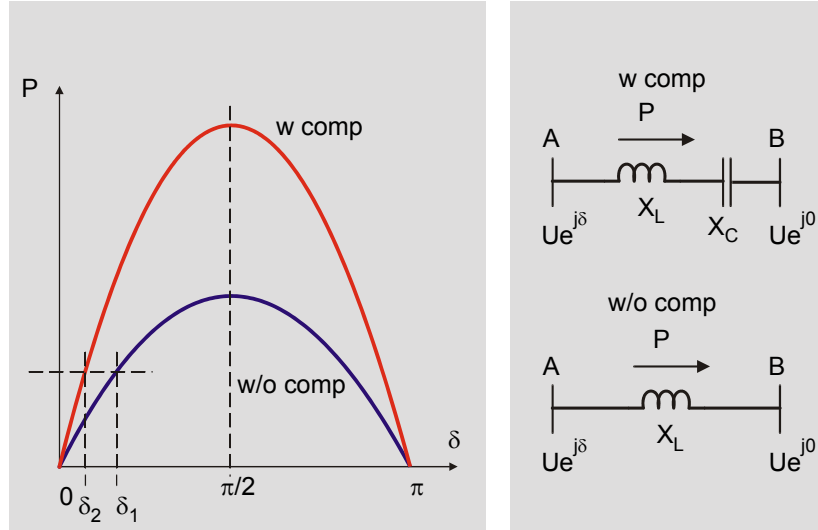 P
w comp
w/o comp
δ
0
δ2
δ1
π/2
π
w comp
P
A
B
XL
XC
Ue^jδ
Ue^j0
w/o comp
P
A
B
XL
Ue^jδ
Ue^j0